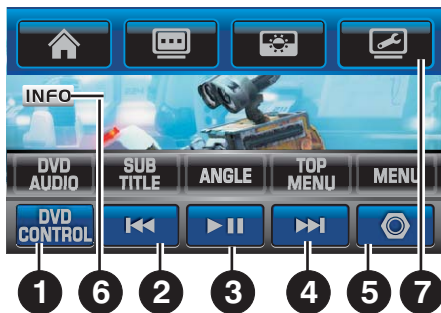 INFO
DVD AUDIO SUB TITLE ANGLE TOP MENU MENU
DVD CONTROL
1 6 2 3 4 5 7